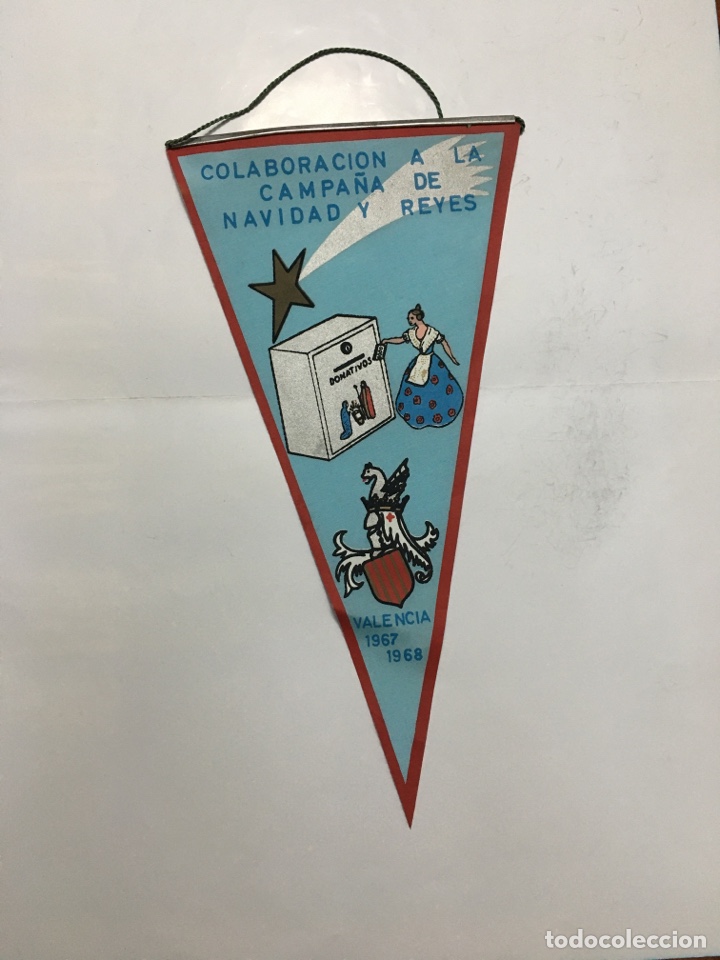 COLABORACION A LA
CAMPAÑA DE
NAVIDAD Y REYES
DONATIVOS
VALENCIA
1967
1968
todocoleccion